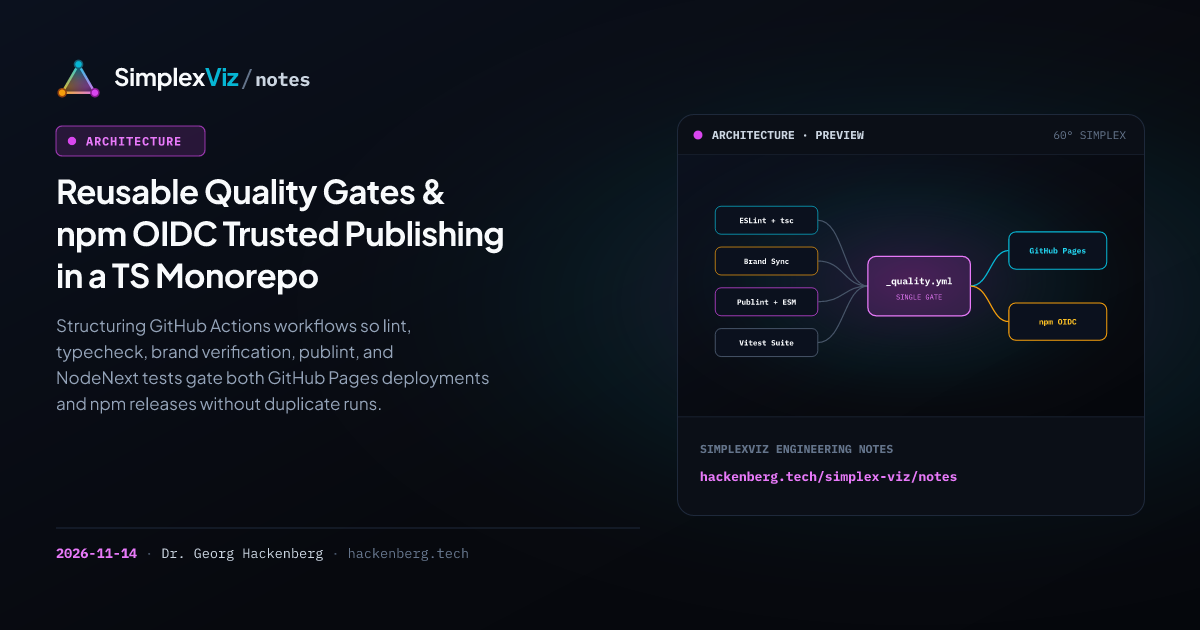 SimplexViz/notes
ARCHITECTURE
Reusable Quality Gates &
npm OIDC Trusted Publishing
in a TS Monorepo
Structuring GitHub Actions workflows so lint,
typecheck, brand verification, publint, and
NodeNext tests gate both GitHub Pages deployments
and npm releases without duplicate runs.
2026-11-14 · Dr. Georg Hackenberg · hackenberg.tech
ARCHITECTURE · PREVIEW
60° SIMPLEX
ESLint + tsc
Brand Sync
Publint + ESM
Vitest Suite
_quality.yml
SINGLE GATE
GitHub Pages
npm OIDC
SIMPLEXVIZ ENGINEERING NOTES
hackenberg.tech/simplex-viz/notes